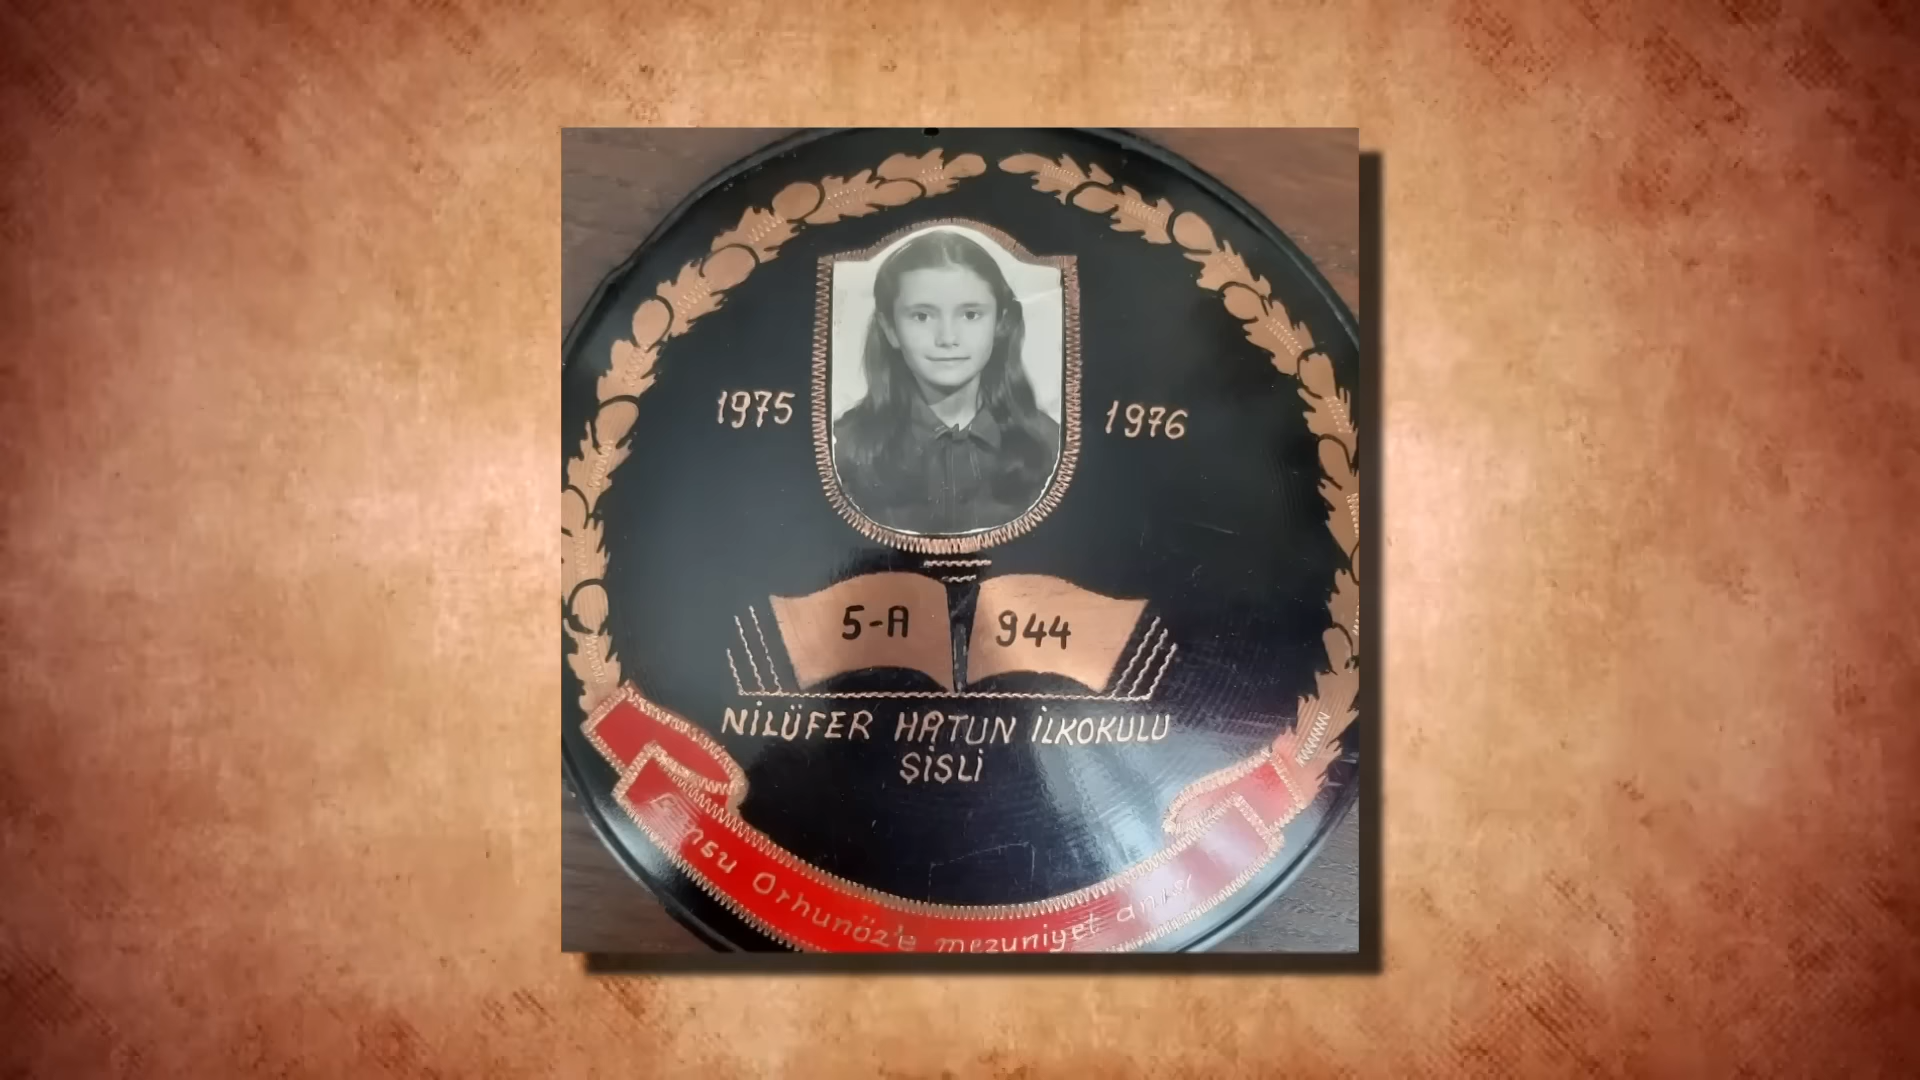 1975
1976
5-A
944
NİLÜFER HATUN İLKOKULU
ŞİŞLİ
Orhunöz'e mezuniyet anısı